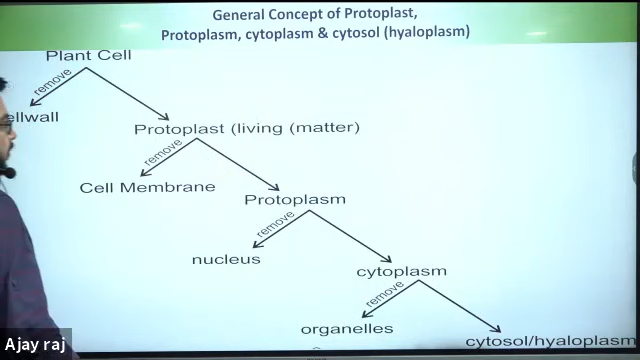 General Concept of Protoplast,
Protoplasm, cytoplasm & cytosol (hyaloplasm)
Plant Cell
remove
ellwall
Protoplast (living (matter)
remove
Cell Membrane
Protoplasm
remove
nucleus
cytoplasm
remove
organelles
cytosol/hyaloplasm
Ajay raj